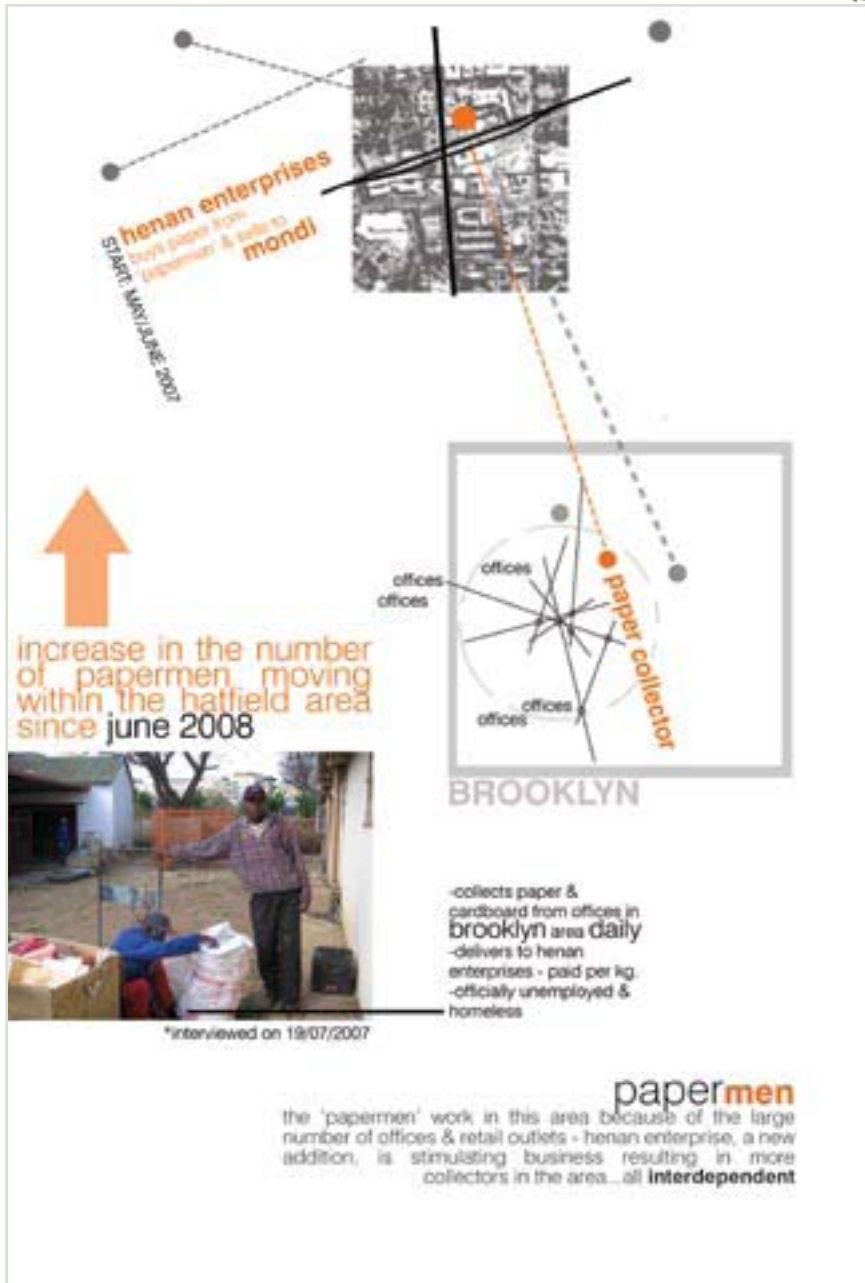 henan enterprises
buys paper from
'papermen' & sells to
mondi
START: MAY/JUNE 2007
offices
offices
offices
offices
offices
paper collector
BROOKLYN
increase in the number
of papermen moving
within the hatfield area
since june 2008
-collects paper &
cardboard from offices in
brooklyn area daily
-delivers to henan
enterprises - paid per kg.
-officially unemployed &
homeless
*interviewed on 19/07/2007
papermen
the 'papermen' work in this area because of the large
number of offices & retail outlets - henan enterprise, a new
addition, is stimulating business resulting in more
collectors in the area...all interdependent